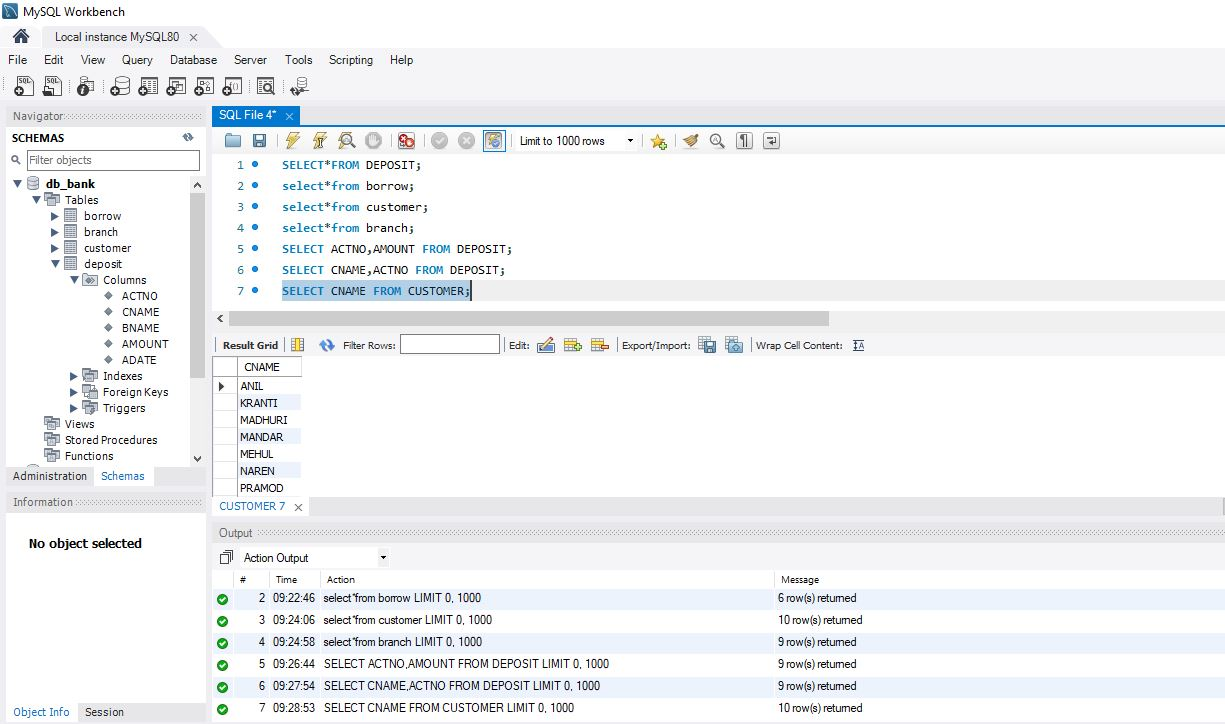 MySQL Workbench
Local instance MySQL80
File Edit View Query Database Server Tools Scripting Help
Navigator
SCHEMAS
Filter objects
db_bank
Tables
borrow
branch
customer
deposit
Columns
ACTNO
CNAME
BNAME
AMOUNT
ADATE
Indexes
Foreign Keys
Triggers
Views
Stored Procedures
Functions
Administration Schemas
Information
No object selected
Object Info Session
SQL File 4*
Limit to 1000 rows
1 SELECT*FROM DEPOSIT;
2 select*from borrow;
3 select*from customer;
4 select*from branch;
5 SELECT ACTNO,AMOUNT FROM DEPOSIT;
6 SELECT CNAME,ACTNO FROM DEPOSIT;
7 SELECT CNAME FROM CUSTOMER;
Result Grid Filter Rows: Edit: Export/Import: Wrap Cell Content:
CNAME
ANIL
KRANTI
MADHURI
MANDAR
MEHUL
NAREN
PRAMOD
CUSTOMER 7
Output
Action Output
# Time Action Message
2 09:22:46 select*from borrow LIMIT 0, 1000 6 row(s) returned
3 09:24:06 select*from customer LIMIT 0, 1000 10 row(s) returned
4 09:24:58 select*from branch LIMIT 0, 1000 9 row(s) returned
5 09:26:44 SELECT ACTNO,AMOUNT FROM DEPOSIT LIMIT 0, 1000 9 row(s) returned
6 09:27:54 SELECT CNAME,ACTNO FROM DEPOSIT LIMIT 0, 1000 9 row(s) returned
7 09:28:53 SELECT CNAME FROM CUSTOMER LIMIT 0, 1000 10 row(s) returned